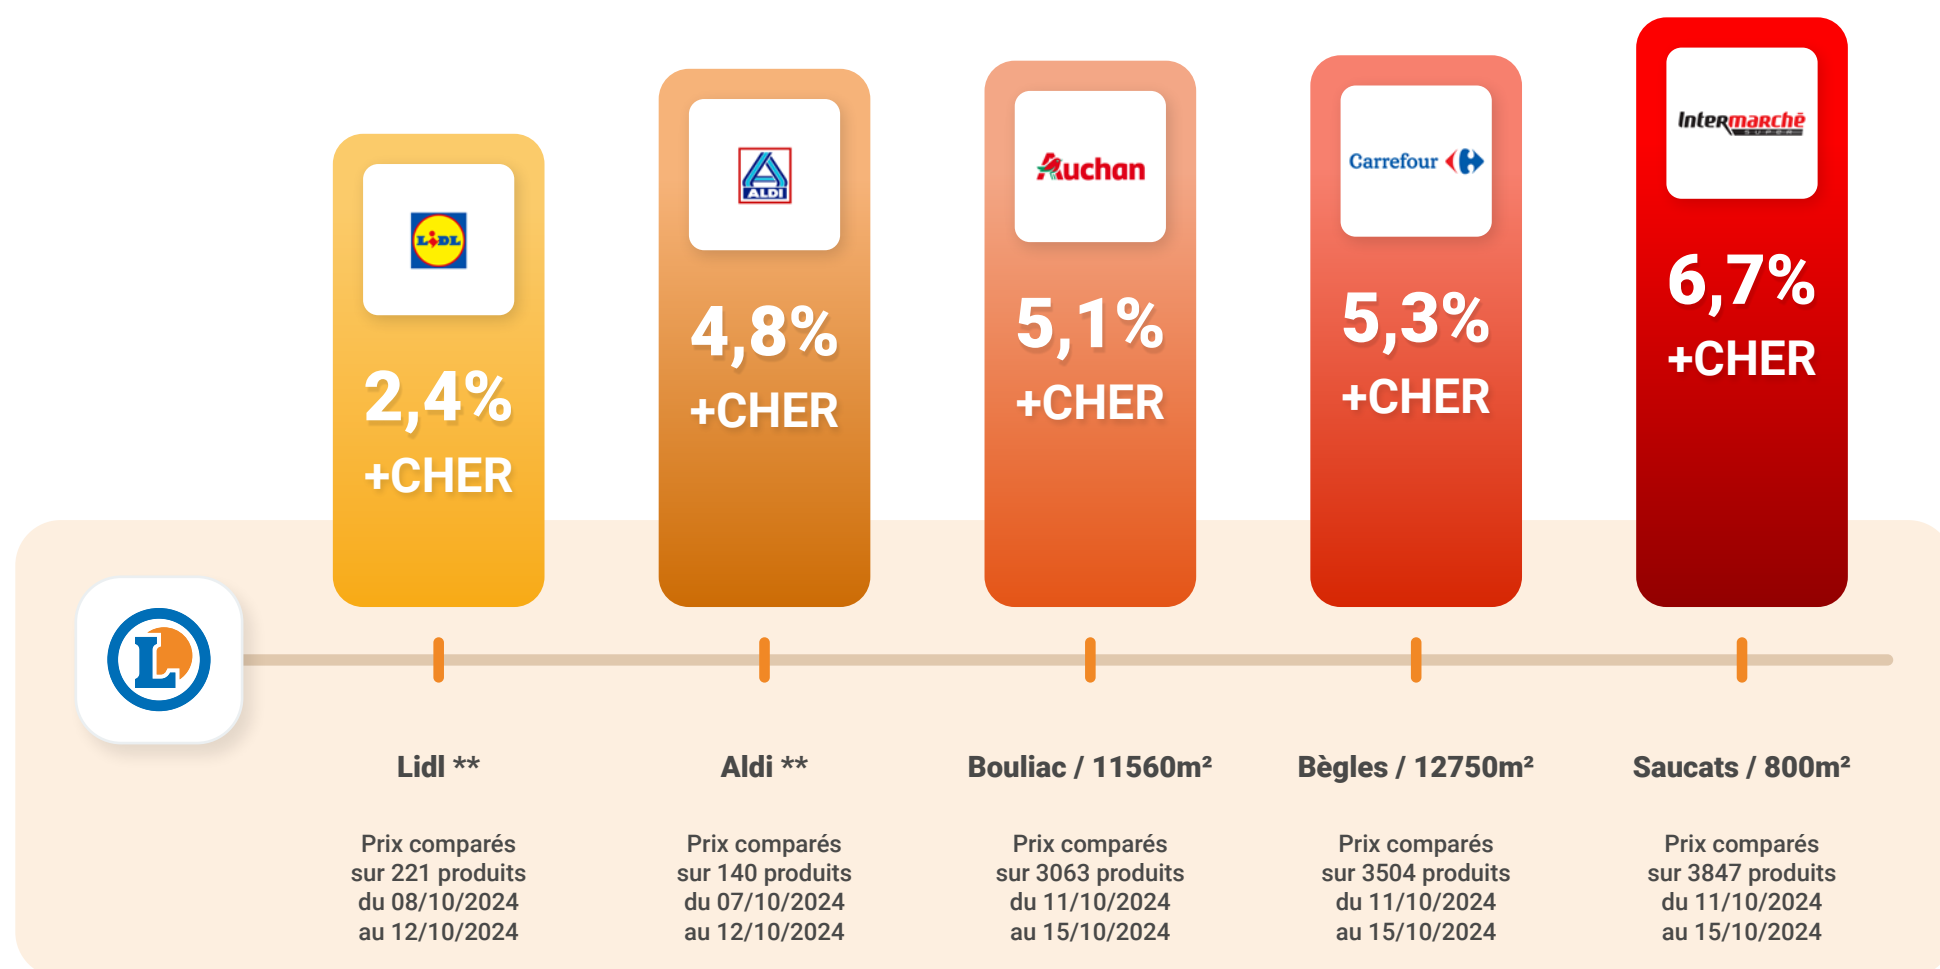 LIDL
2,4%
+CHER
ALDI
4,8%
+CHER
Auchan
5,1%
+CHER
Carrefour
5,3%
+CHER
Intermarché
SUPER
6,7%
+CHER
L
Lidl **
Prix comparés
sur 221 produits
du 08/10/2024
au 12/10/2024
Aldi **
Prix comparés
sur 140 produits
du 07/10/2024
au 12/10/2024
Bouliac / 11560m²
Prix comparés
sur 3063 produits
du 11/10/2024
au 15/10/2024
Bègles / 12750m²
Prix comparés
sur 3504 produits
du 11/10/2024
au 15/10/2024
Saucats / 800m²
Prix comparés
sur 3847 produits
du 11/10/2024
au 15/10/2024